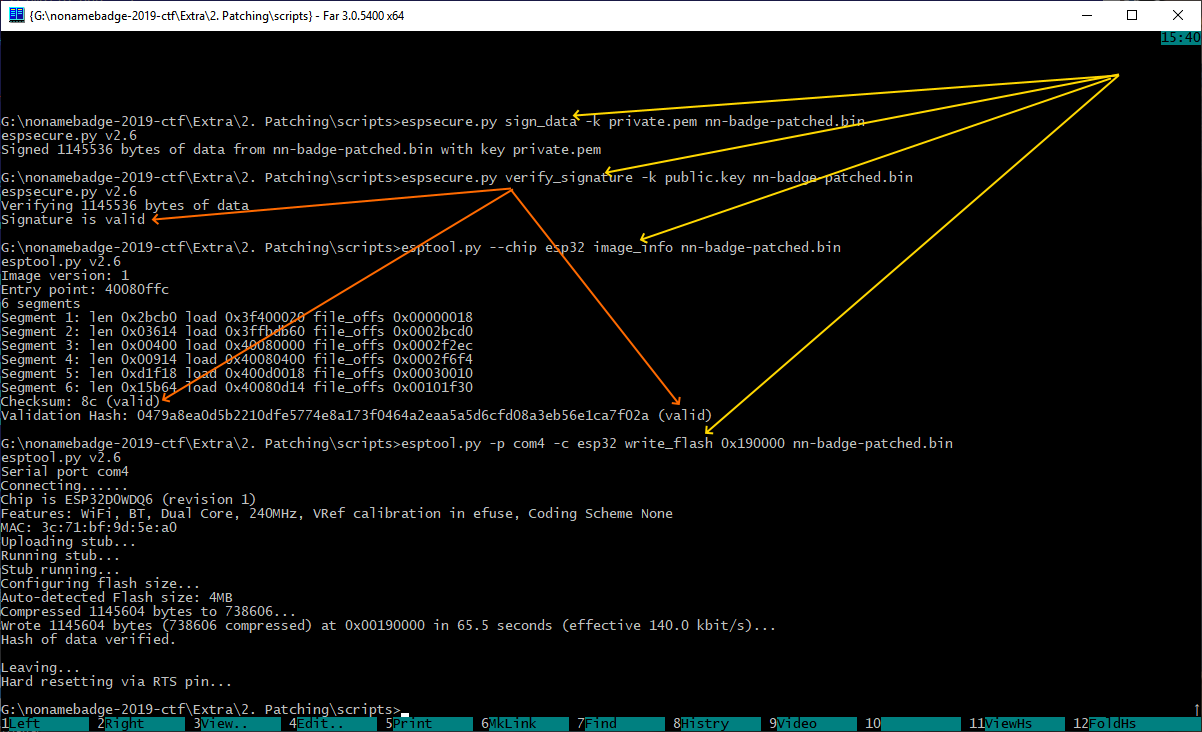 {G:\nonamebadge-2019-ctf\Extra\2. Patching\scripts} - Far 3.0.5400 x64
15:40
G:\nonamebadge-2019-ctf\Extra\2. Patching\scripts>espsecure.py sign_data -k private.pem nn-badge-patched.bin
espsecure.py v2.6
Signed 1145536 bytes of data from nn-badge-patched.bin with key private.pem
G:\nonamebadge-2019-ctf\Extra\2. Patching\scripts>espsecure.py verify_signature -k public.key nn-badge-patched.bin
espsecure.py v2.6
Verifying 1145536 bytes of data
Signature is valid
G:\nonamebadge-2019-ctf\Extra\2. Patching\scripts>esptool.py --chip esp32 image_info nn-badge-patched.bin
esptool.py v2.6
Image version: 1
Entry point: 40080ffc
6 segments
Segment 1: len 0x2bcb0 load 0x3f400020 file_offs 0x00000018
Segment 2: len 0x03614 load 0x3ffbdb60 file_offs 0x0002bcd0
Segment 3: len 0x00400 load 0x40080000 file_offs 0x0002f2ec
Segment 4: len 0x00914 load 0x40080400 file_offs 0x0002f6f4
Segment 5: len 0xd1f18 load 0x400d0018 file_offs 0x00030010
Segment 6: len 0x15b64 load 0x40080d14 file_offs 0x00101f30
Checksum: 8c (valid)
Validation Hash: 0479a8ea0d5b2210dfe5774e8a173f0464a2eaa5a5d6cfd08a3eb56e1ca7f02a (valid)
G:\nonamebadge-2019-ctf\Extra\2. Patching\scripts>esptool.py -p com4 -c esp32 write_flash 0x190000 nn-badge-patched.bin
esptool.py v2.6
Serial port com4
Connecting......
Chip is ESP32D0WDQ6 (revision 1)
Features: WiFi, BT, Dual Core, 240MHz, VRef calibration in efuse, Coding Scheme None
MAC: 3c:71:bf:9d:5e:a0
Uploading stub...
Running stub...
Stub running...
Configuring flash size...
Auto-detected Flash size: 4MB
Compressed 1145604 bytes to 738606...
Wrote 1145604 bytes (738606 compressed) at 0x00190000 in 65.5 seconds (effective 140.0 kbit/s)...
Hash of data verified.
Leaving...
Hard resetting via RTS pin...
G:\nonamebadge-2019-ctf\Extra\2. Patching\scripts>
1Left 2Right 3View.. 4Edit.. 5Print 6MkLink 7Find 8Histry 9Video 10 11ViewHs 12FoldHs